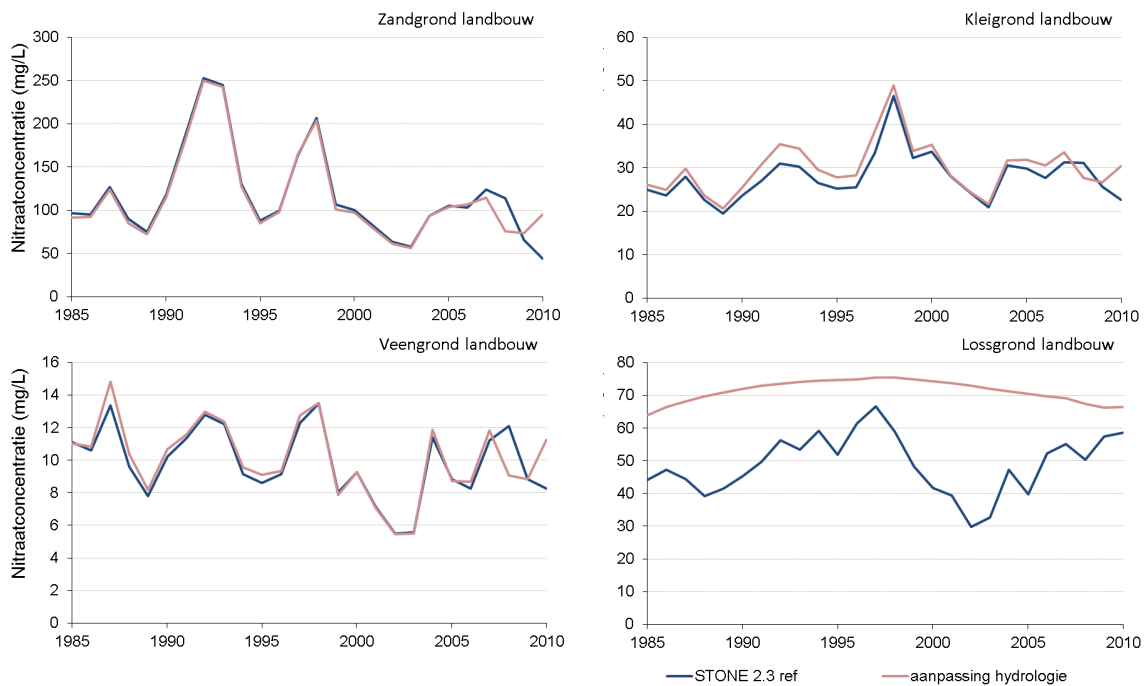 Zandgrond landbouw
Nitraatconcentratie (mg/L)
300
250
200
150
100
50
0
1985 1990 1995 2000 2005 2010
Kleigrond landbouw
60
50
40
30
20
10
0
1985 1990 1995 2000 2005 2010
Veengrond landbouw
Nitraatconcentratie (mg/L)
16
14
12
10
8
6
4
2
0
1985 1990 1995 2000 2005 2010
Lossgrond landbouw
80
70
60
50
40
30
20
10
0
1985 1990 1995 2000 2005 2010
STONE 2.3 ref aanpassing hydrologie